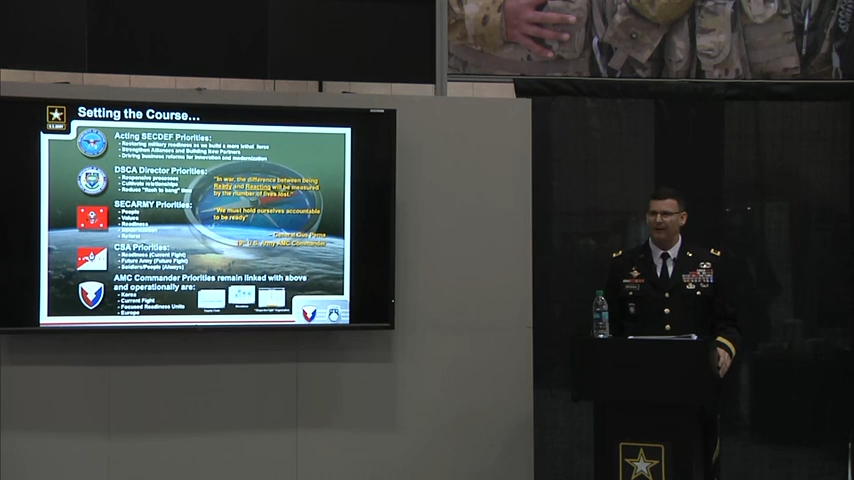 Setting the Course...
U.S. ARMY
Acting SECDEF Priorities:
- Restoring military readiness as we build a more lethal force
- Strengthen Alliances and Building New Partners
- Driving business reforms for innovation and modernization
DSCA Director Priorities:
- Responsive processes
- Cultivate relationships
- Reduce "flash to bang" time
"In war, the difference between being
Ready and Reacting will be measured
by the number of lives lost."
"We must hold ourselves accountable
to be ready"
– General Gus Perna
19th U.S. Army AMC Commander
SECARMY Priorities:
- People
- Values
- Readiness
- Modernization
- Reform
CSA Priorities:
- Readiness (Current Fight)
- Future Army (Future Fight)
- Soldiers/People (Always)
AMC Commander Priorities remain linked with above
and operationally are:
- Korea
- Current Fight
- Focused Readiness Units
- Europe